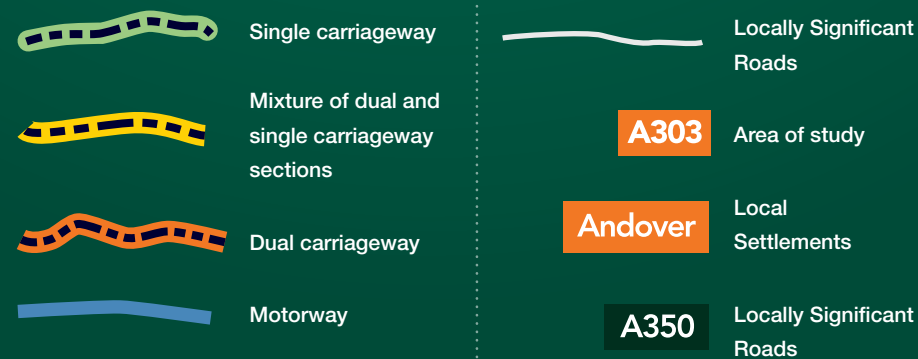 Single carriageway
Mixture of dual and
single carriageway
sections
Dual carriageway
Motorway
Locally Significant
Roads
A303
Area of study
Andover
Local
Settlements
A350
Locally Significant
Roads